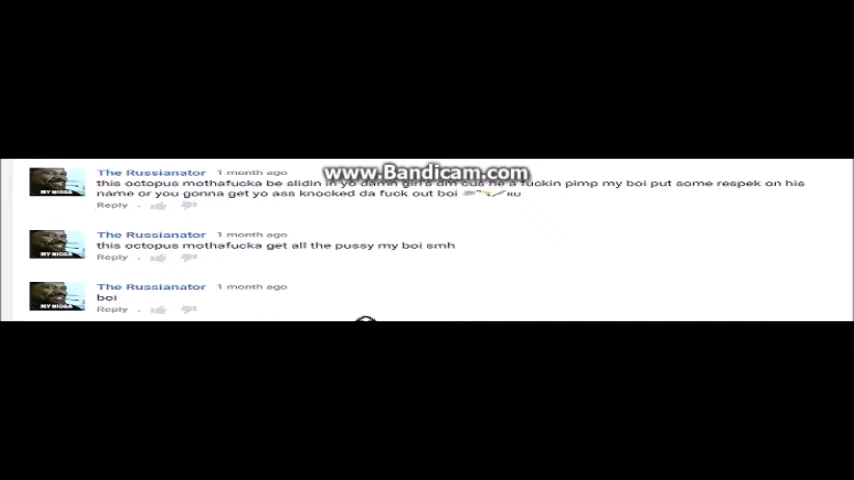 www.Bandicam.com
The Russianator 1 month ago
this octopus mothafucka be slidin in yo damn girl's dm cus he a fuckin pimp my boi put some respek on his
name or you gonna get yo ass knocked da fuck out boi RU
Reply
The Russianator 1 month ago
this octopus mothafucka get all the pussy my boi smh
Reply
The Russianator 1 month ago
boi
Reply
MY NIGGA
MY NIGGA
MY NIGGA